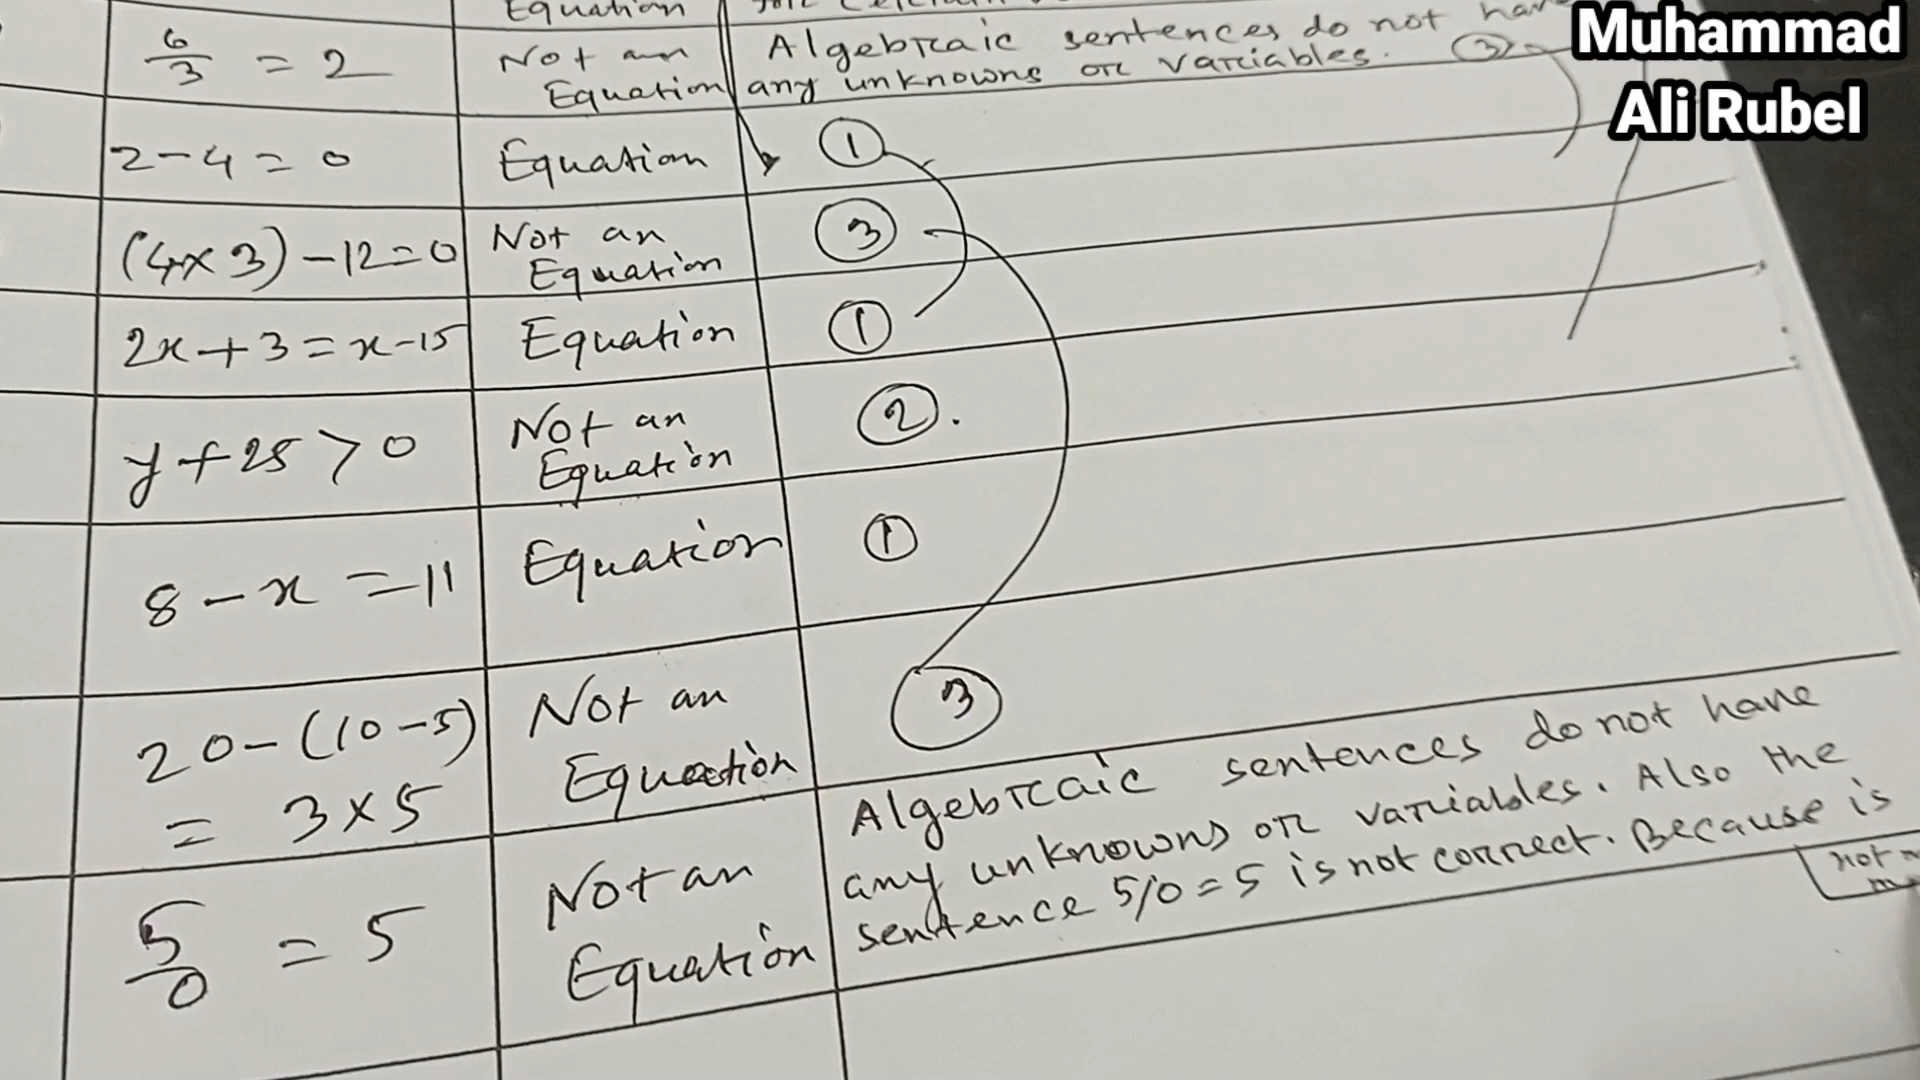 Equation
6/3 = 2
Not an
Equation
Algebraic sentences do not have
any unknowns or variables. (3)
Muhammad
Ali Rubel
2-4=0
Equation
1
(4×3)-12=0
Not an
Equation
3
2x+3=x-15
Equation
1
y+25>0
Not an
Equation
2.
8-x=11
Equation
1
20-(10-5)
= 3×5
Not an
Equation
3
5/0 = 5
Not an
Equation
Algebraic sentences do not have
any unknowns or variables. Also the
sentence 5/0=5 is not correct. Because is
not